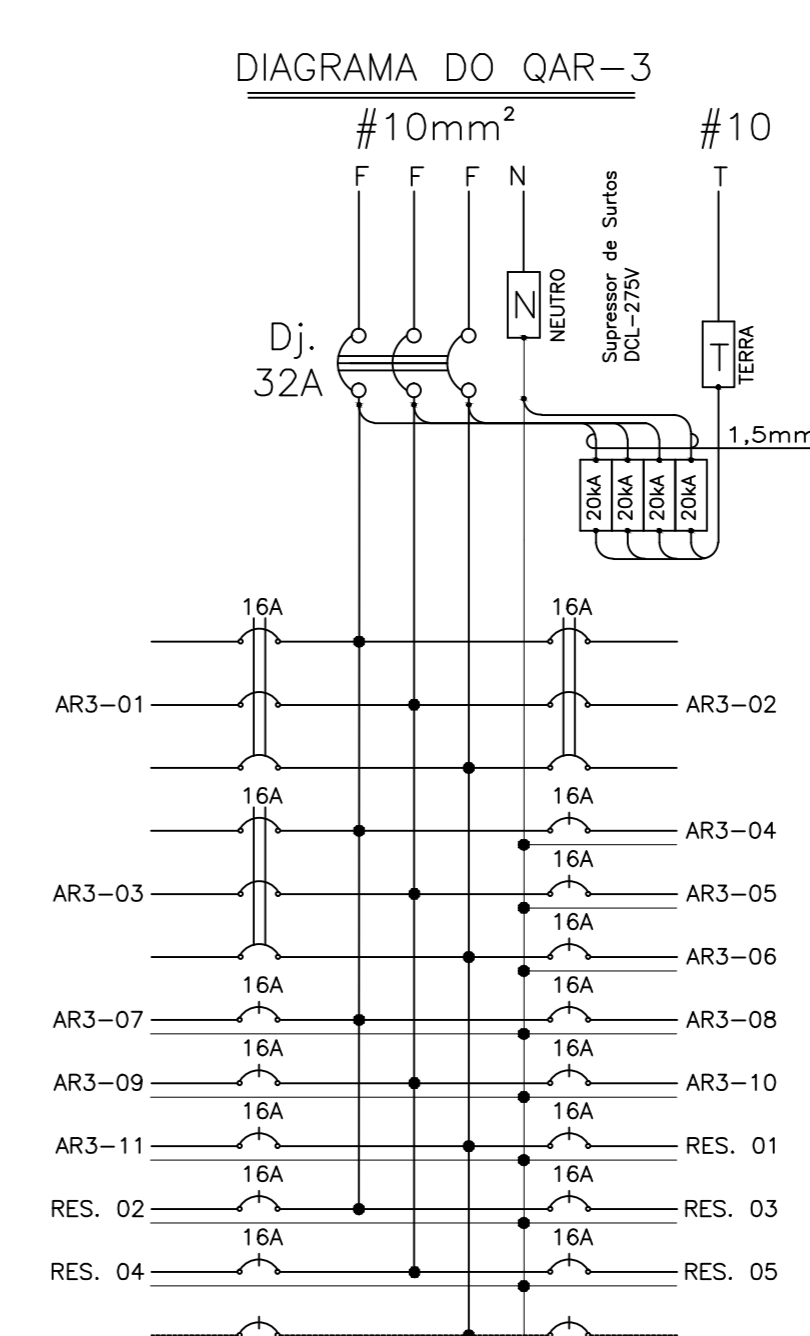 DIAGRAMA DO QAR-3
#10mm² #10
F F F N T
Supressor de Surtos
DCL-275V
N NEUTRO
T TERRA
Dj.
32A
1,5mm
20kA 20kA 20kA 20kA
16A 16A
AR3-01 AR3-02
16A 16A
AR3-04
16A
AR3-03 AR3-05
16A
AR3-06
16A 16A
AR3-07 AR3-08
16A 16A
AR3-09 AR3-10
16A 16A
AR3-11 RES. 01
16A 16A
RES. 02 RES. 03
16A 16A
RES. 04 RES. 05